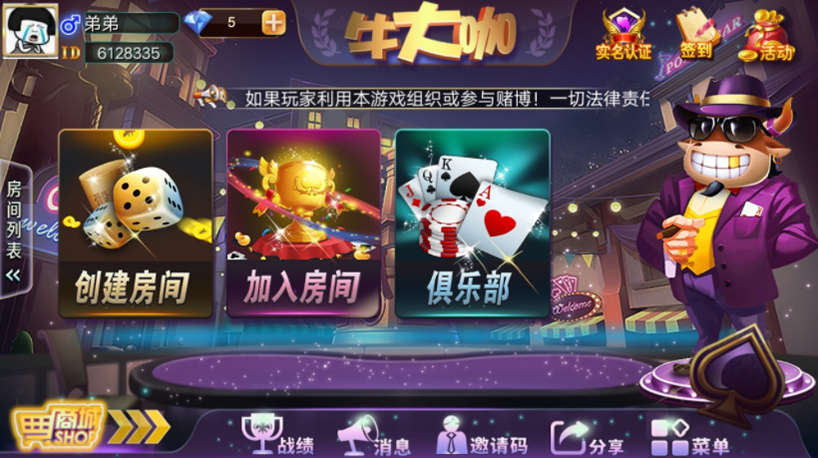 弟弟
5
ID
6128335
牛大咖
实名认证
签到
活动
如果玩家利用本游戏组织或参与赌博！一切法律责任
房间列表
创建房间
加入房间
俱乐部
J
Q
K
A
Welcome
商城
SHOP
战绩
消息
邀请码
分享
菜单